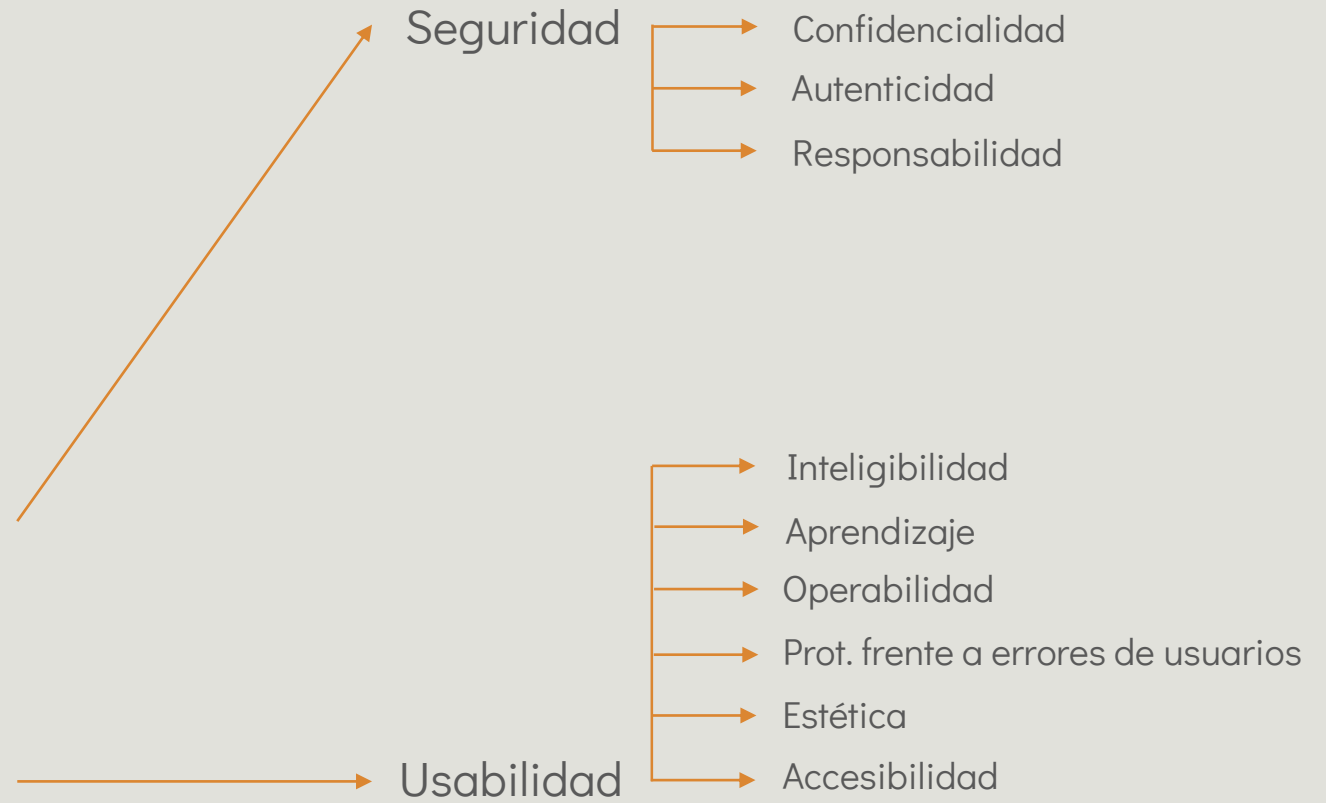 Seguridad
Confidencialidad
Autenticidad
Responsabilidad
Inteligibilidad
Aprendizaje
Operabilidad
Prot. frente a errores de usuarios
Estética
Usabilidad
Accesibilidad